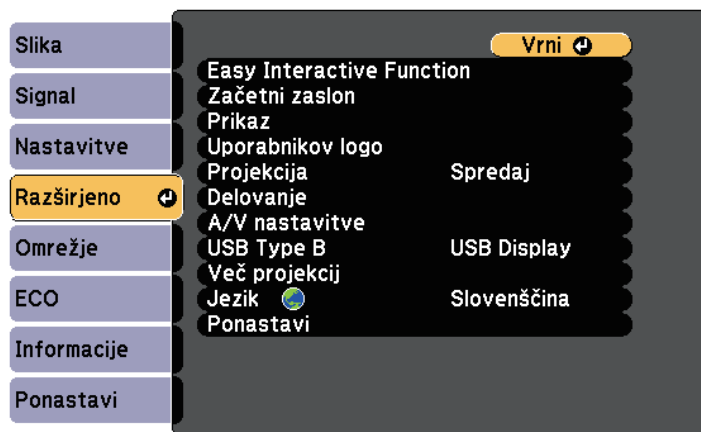 Slika
Signal
Nastavitve
Razširjeno
Omrežje
ECO
Informacije
Ponastavi
Vrni
Easy Interactive Function
Začetni zaslon
Prikaz
Uporabnikov logo
Projekcija Spredaj
Delovanje
A/V nastavitve
USB Type B USB Display
Več projekcij
Jezik Slovenščina
Ponastavi